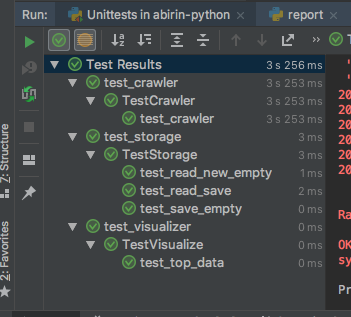 Run: Unittests in abirin-python report
Test Results 3 s 256 ms
test_crawler 3 s 253 ms
TestCrawler 3 s 253 ms
test_crawler 3 s 253 ms
test_storage 3 ms
TestStorage 3 ms
test_read_new_empty 1 ms
test_read_save 2 ms
test_save_empty 0 ms
test_visualizer 0 ms
TestVisualize 0 ms
test_top_data 0 ms
20
20
20
20
20
20
20
Ra
OK
sy
Pr
7: Structure
2: Favorites